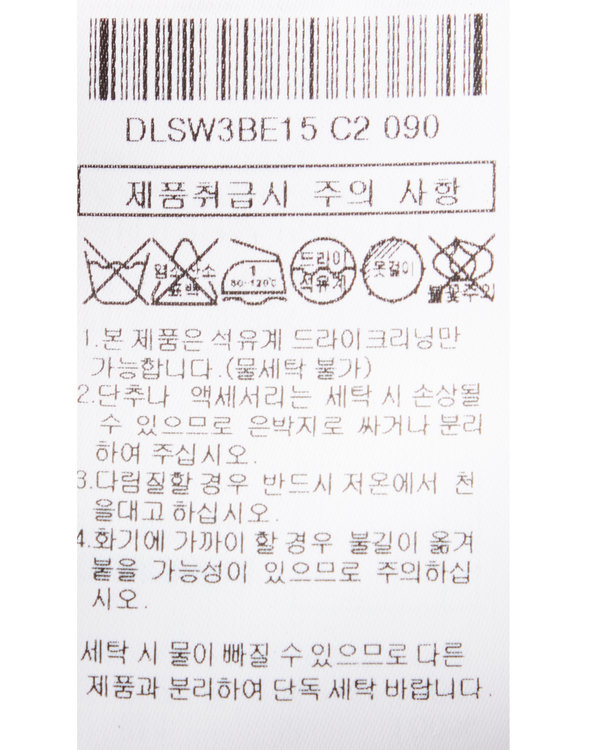 DLSW3BE15 C2 090
제품취급시 주의 사항
염소산소 1 드라이 옷걸이
표백 80~120℃ 석유계 불꽃주의
1.본 제품은 석유계 드라이크리닝만
가능합니다.(물세탁 불가)
2.단추나 액세서리는 세탁 시 손상될
수 있으므로 은박지로 싸거나 분리
하여 주십시오.
3.다림질할 경우 반드시 저온에서 천
을대고 하십시오.
4.화기에 가까이 할 경우 불길이 옮겨
붙을 가능성이 있으므로 주의하십
시오.
세탁 시 물이 빠질 수 있으므로 다른
제품과 분리하여 단독 세탁 바랍니다.